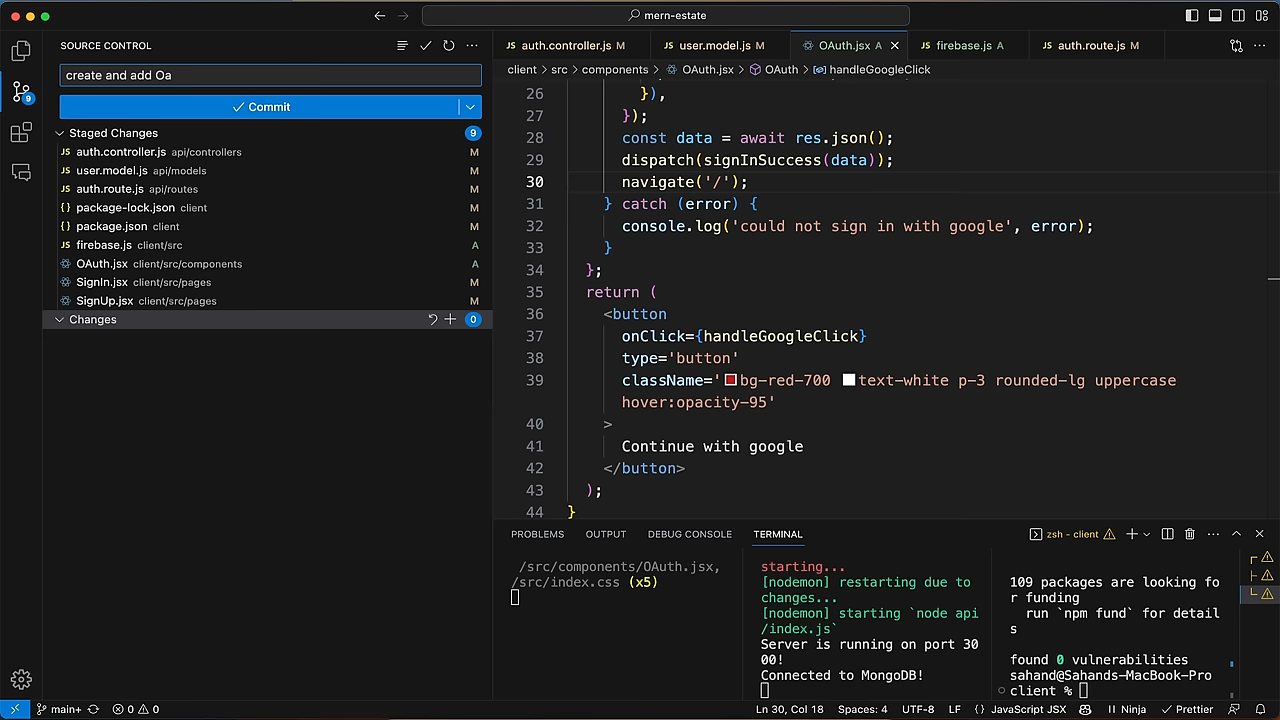 mern-estate
SOURCE CONTROL
create and add Oa
Commit
Staged Changes 9
JS auth.controller.js api/controllers M
JS user.model.js api/models M
JS auth.route.js api/routes M
{} package-lock.json client M
{} package.json client M
JS firebase.js client/src A
OAuth.jsx client/src/components A
SignIn.jsx client/src/pages M
SignUp.jsx client/src/pages M
Changes 0
9
JS auth.controller.js M JS user.model.js M OAuth.jsx A JS firebase.js A JS auth.route.js M
client > src > components > OAuth.jsx > OAuth > handleGoogleClick
26 }),
27 });
28 const data = await res.json();
29 dispatch(signInSuccess(data));
30 navigate('/');
31 } catch (error) {
32 console.log('could not sign in with google', error);
33 }
34 };
35 return (
36 <button
37 onClick={handleGoogleClick}
38 type='button'
39 className='bg-red-700 text-white p-3 rounded-lg uppercase
hover:opacity-95'
40 >
41 Continue with google
42 </button>
43 );
44 }
PROBLEMS OUTPUT DEBUG CONSOLE TERMINAL zsh - client
/src/components/OAuth.jsx,
/src/index.css (x5)
starting...
[nodemon] restarting due to
changes...
[nodemon] starting `node api
/index.js`
Server is running on port 30
00!
Connected to MongoDB!
109 packages are looking fo
r funding
run `npm fund` for detail
s
found 0 vulnerabilities
sahand@Sahands-MacBook-Pro
client %
main+ 0 0 Ln 30, Col 18 Spaces: 4 UTF-8 LF {} JavaScript JSX Ninja Prettier